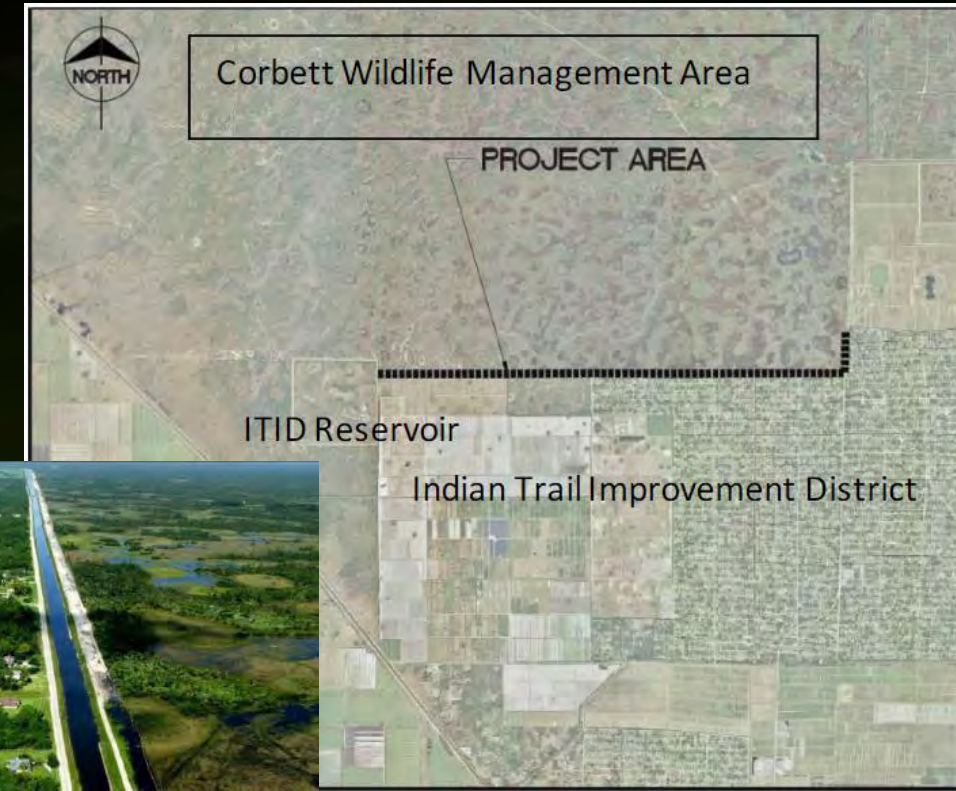 NORTH
Corbett Wildlife Management Area
PROJECT AREA
ITID Reservoir
Indian Trail Improvement District